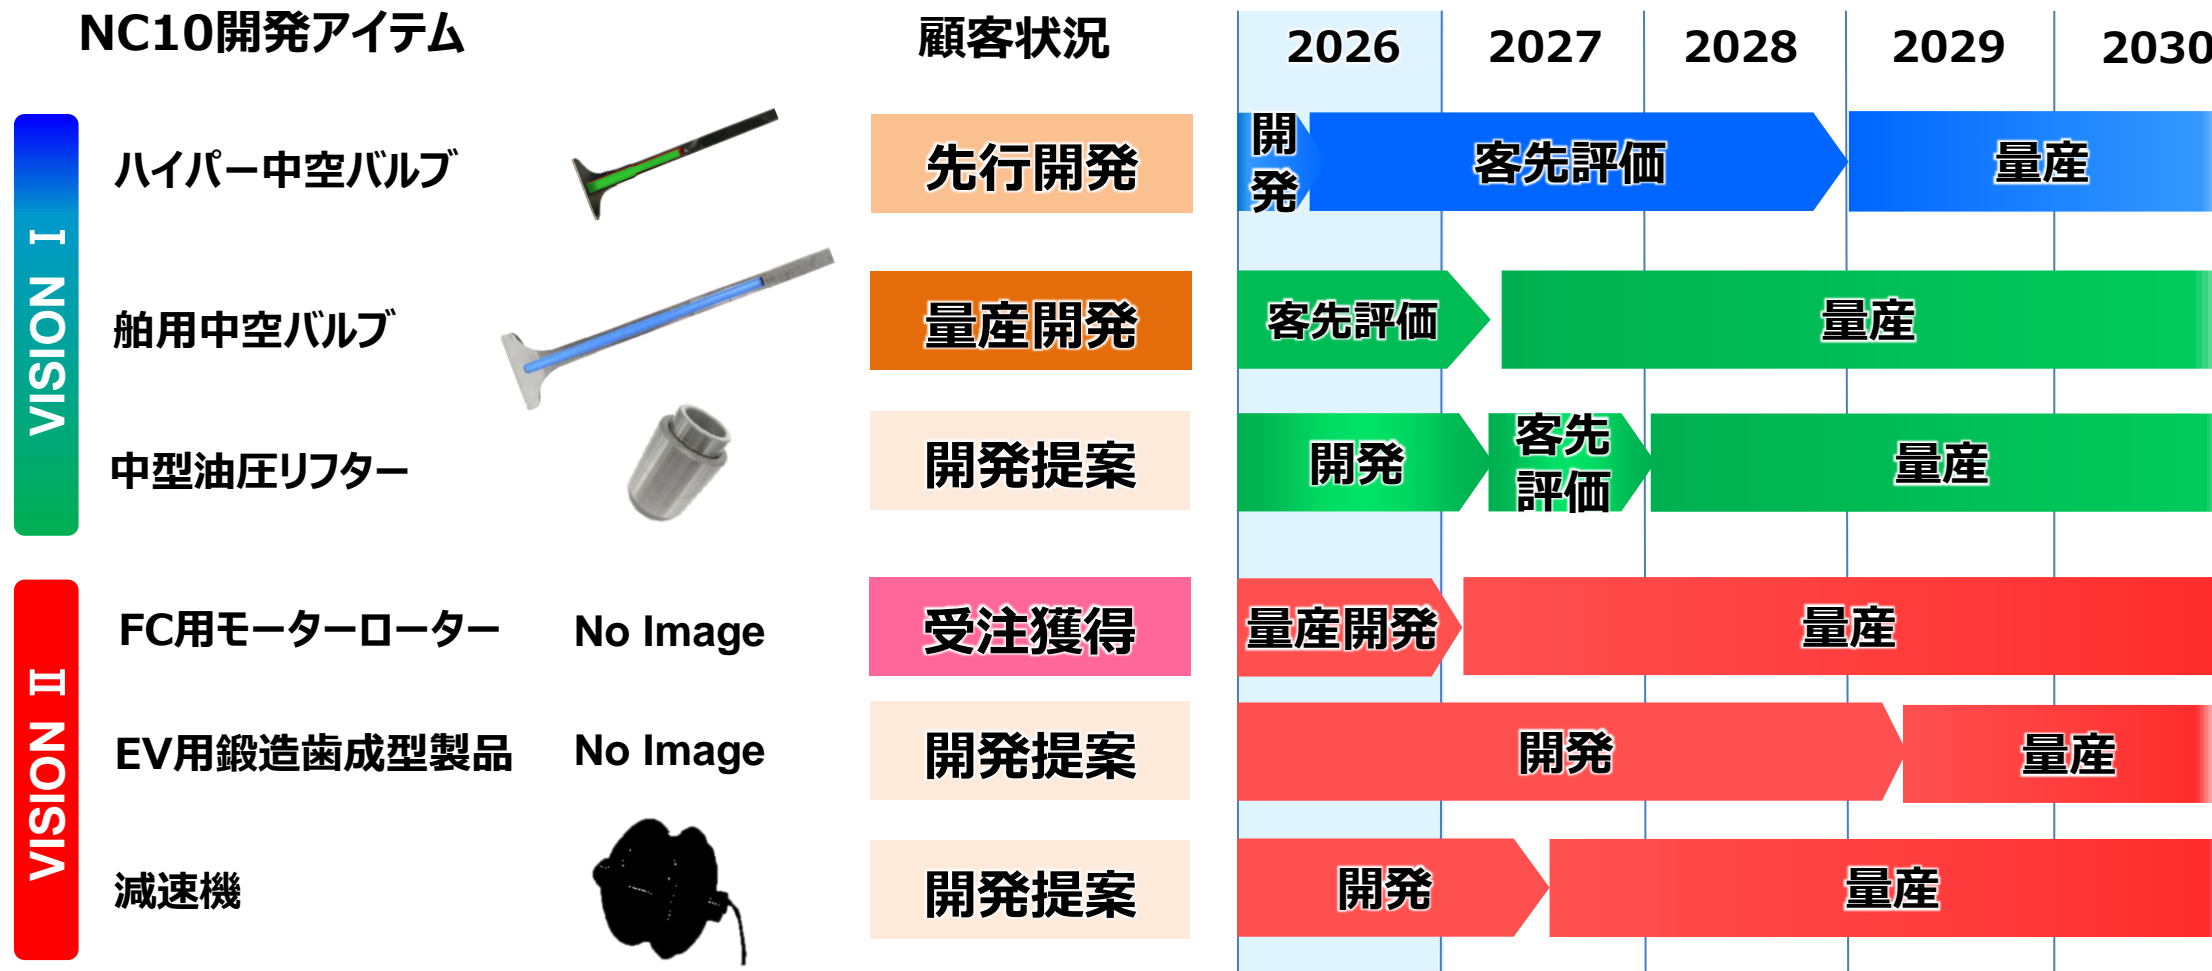 NC10開発アイテム
顧客状況
2026
2027
2028
2029
2030
VISION Ⅰ
ハイパー中空バルブ
先行開発
開
発
客先評価
量産
舶用中空バルブ
量産開発
客先評価
量産
中型油圧リフター
開発提案
開発
客先
評価
量産
VISION Ⅱ
FC用モーターローター
No Image
受注獲得
量産開発
量産
EV用鍛造歯成型製品
No Image
開発提案
開発
量産
減速機
開発提案
開発
量産